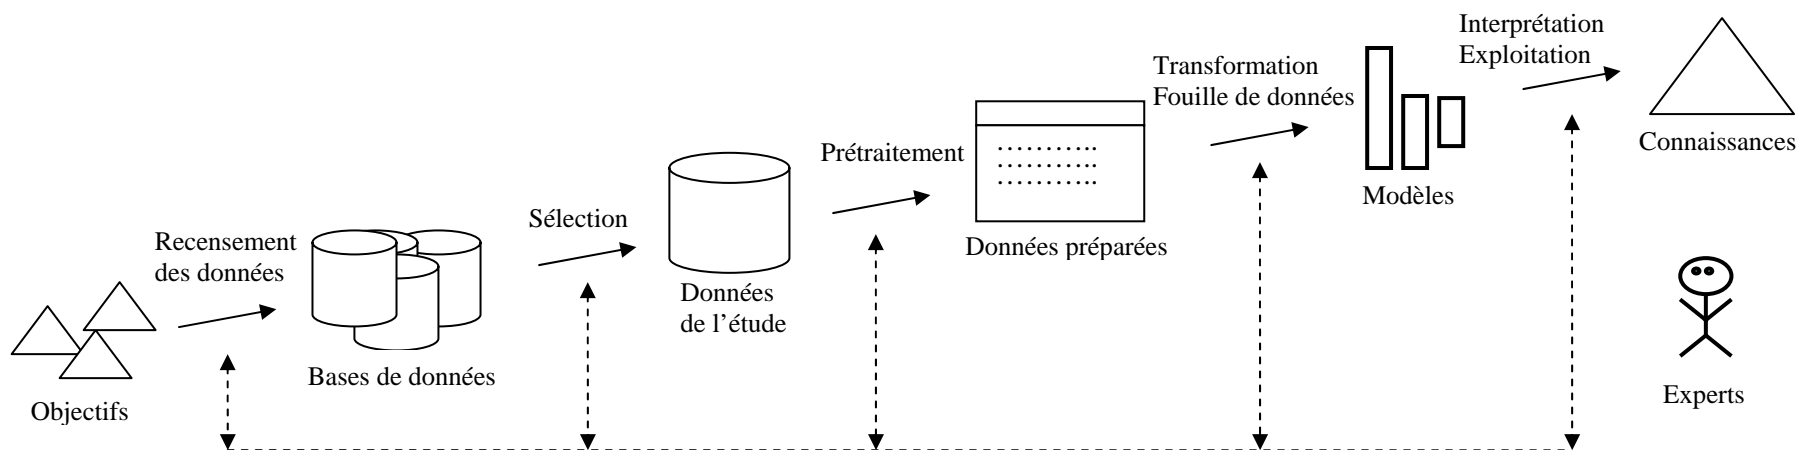 Objectifs
Recensement
des données
Bases de données
Sélection
Données
de l’étude
Prétraitement
Données préparées
Transformation
Fouille de données
Modèles
Interprétation
Exploitation
Connaissances
Experts